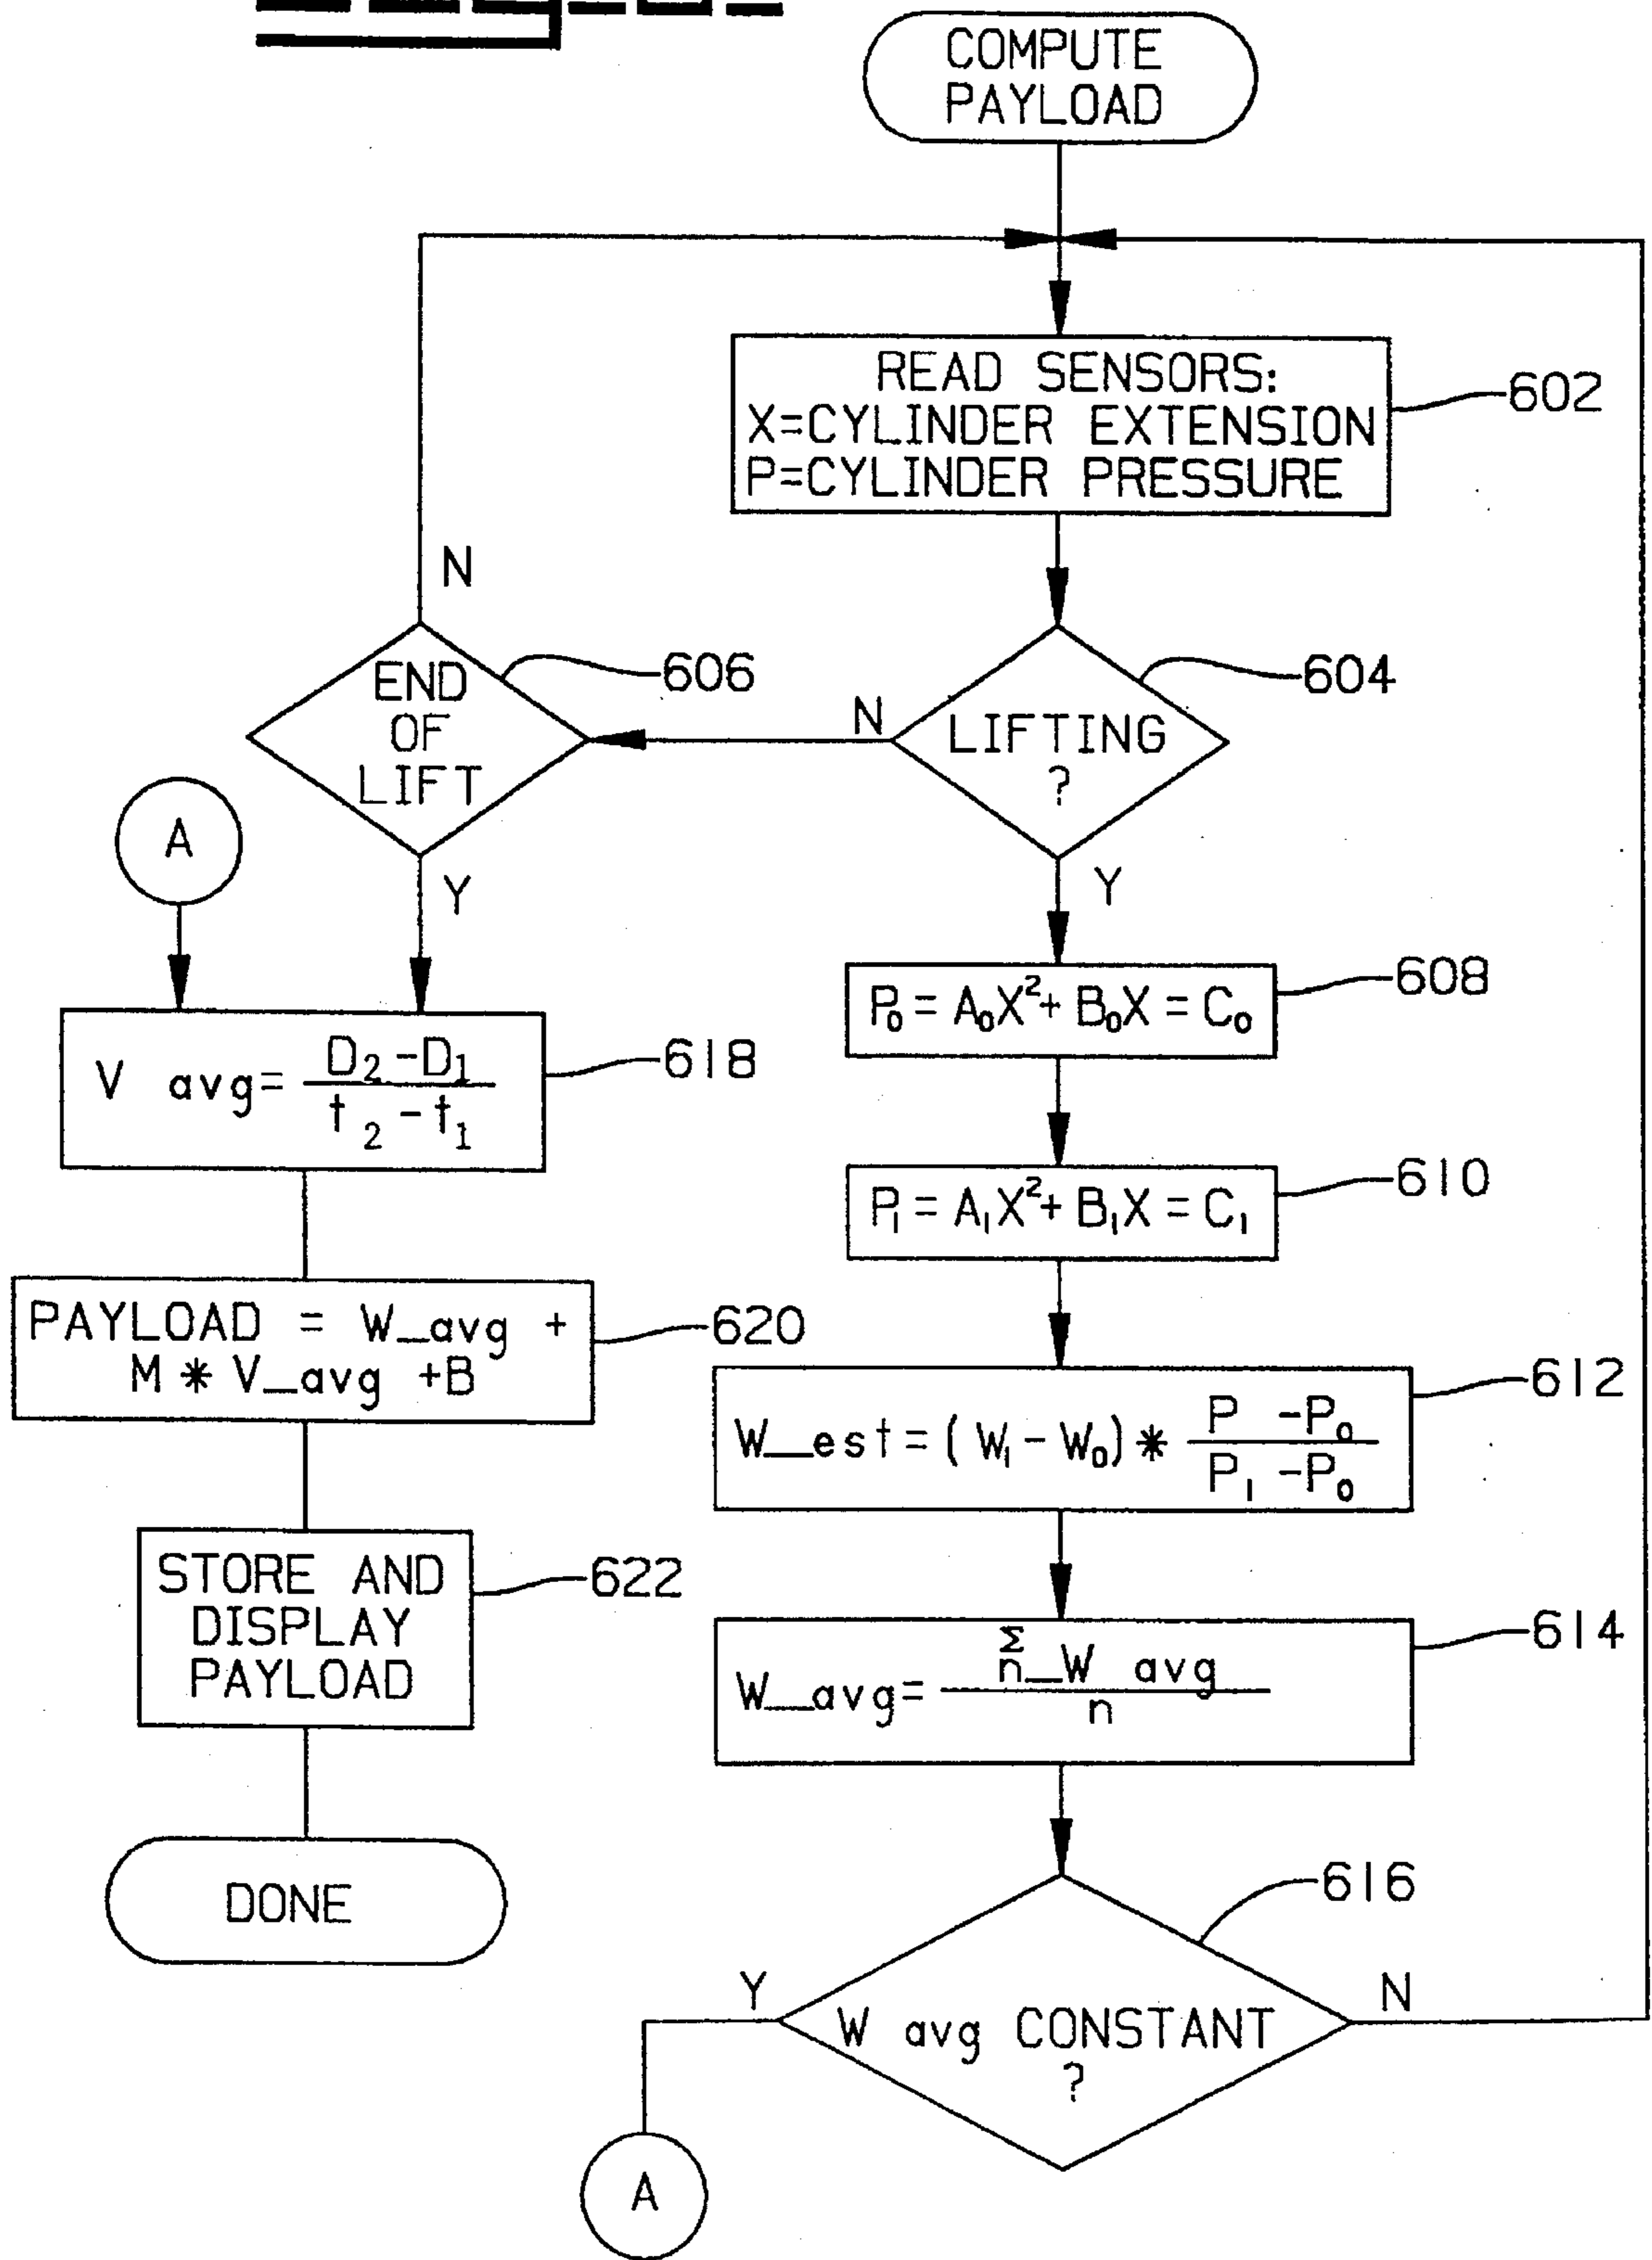 COMPUTE
PAYLOAD
READ SENSORS:
X=CYLINDER EXTENSION
P=CYLINDER PRESSURE
602
N
END
OF
LIFT
606
N
LIFTING
?
604
A
Y
Y
P₀ = A₀X² + B₀X = C₀
608
V avg = D₂ - D₁
t₂ - t₁
618
P₁ = A₁X² + B₁X = C₁
610
PAYLOAD = W_avg +
M * V_avg +B
620
W_est = (W₁ - W₀) * P - P₀
P₁ - P₀
612
STORE AND
DISPLAY
PAYLOAD
622
Σ
W_avg = n_W avg
n
614
DONE
616
Y
W avg CONSTANT
?
N
A